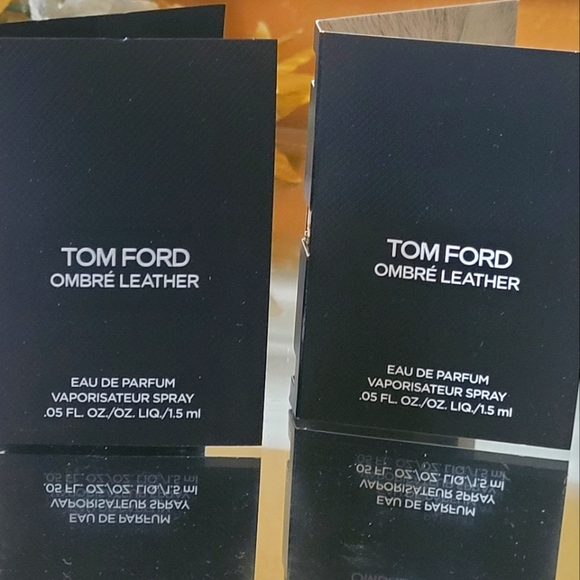 TOM FORD
OMBRÉ LEATHER
EAU DE PARFUM
VAPORISATEUR SPRAY
.05 FL. OZ./OZ. LIQ./1.5 ml
TOM FORD
OMBRÉ LEATHER
EAU DE PARFUM
VAPORISATEUR SPRAY
.05 FL. OZ./OZ. LIQ./1.5 ml